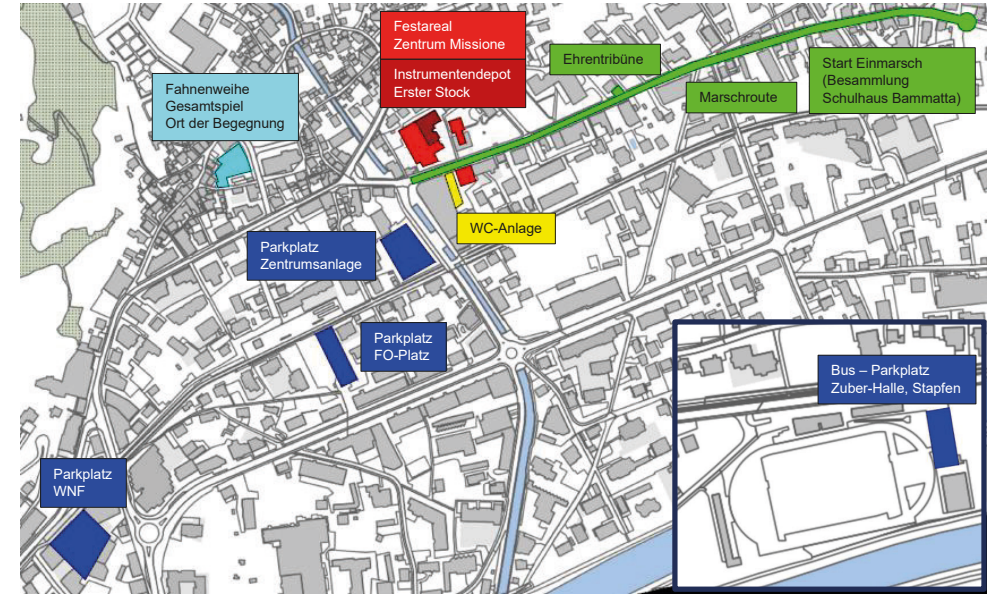 Festareal
Zentrum Missione
Instrumentendepot
Erster Stock
Ehrentribüne
Start Einmarsch
(Besammlung
Schulhaus Bammatta)
Marschroute
Fahnenweihe
Gesamtspiel
Ort der Begegnung
WC-Anlage
Parkplatz
Zentrumsanlage
Parkplatz
FO-Platz
Bus – Parkplatz
Zuber-Halle, Stapfen
Parkplatz
WNF